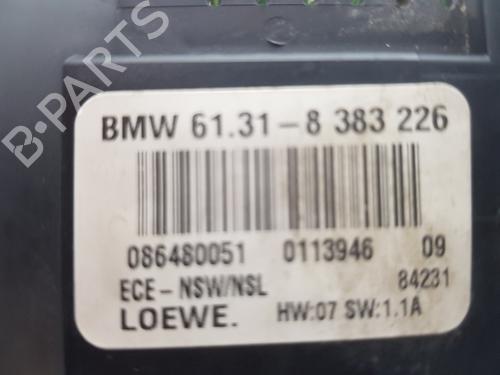 B-PARTS
BMW 61.31-8 383 226
086480051 0113946 09
ECE-NSW/NSL 84231
LOEWE. HW:07 SW:1.1A